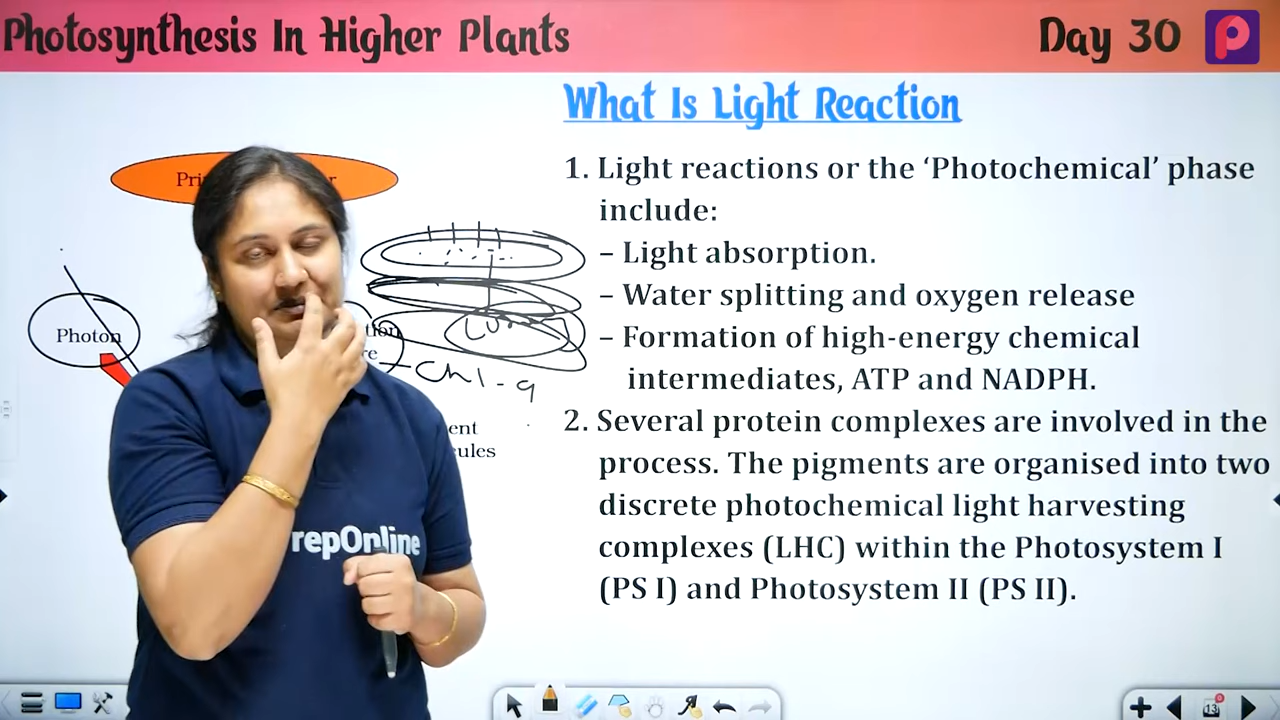 Photosynthesis In Higher Plants
Day 30
What Is Light Reaction
1. Light reactions or the ‘Photochemical’ phase
include:
– Light absorption.
– Water splitting and oxygen release
– Formation of high-energy chemical
intermediates, ATP and NADPH.
2. Several protein complexes are involved in the
process. The pigments are organised into two
discrete photochemical light harvesting
complexes (LHC) within the Photosystem I
(PS I) and Photosystem II (PS II).
Photon
Chl-a
repOnline
13